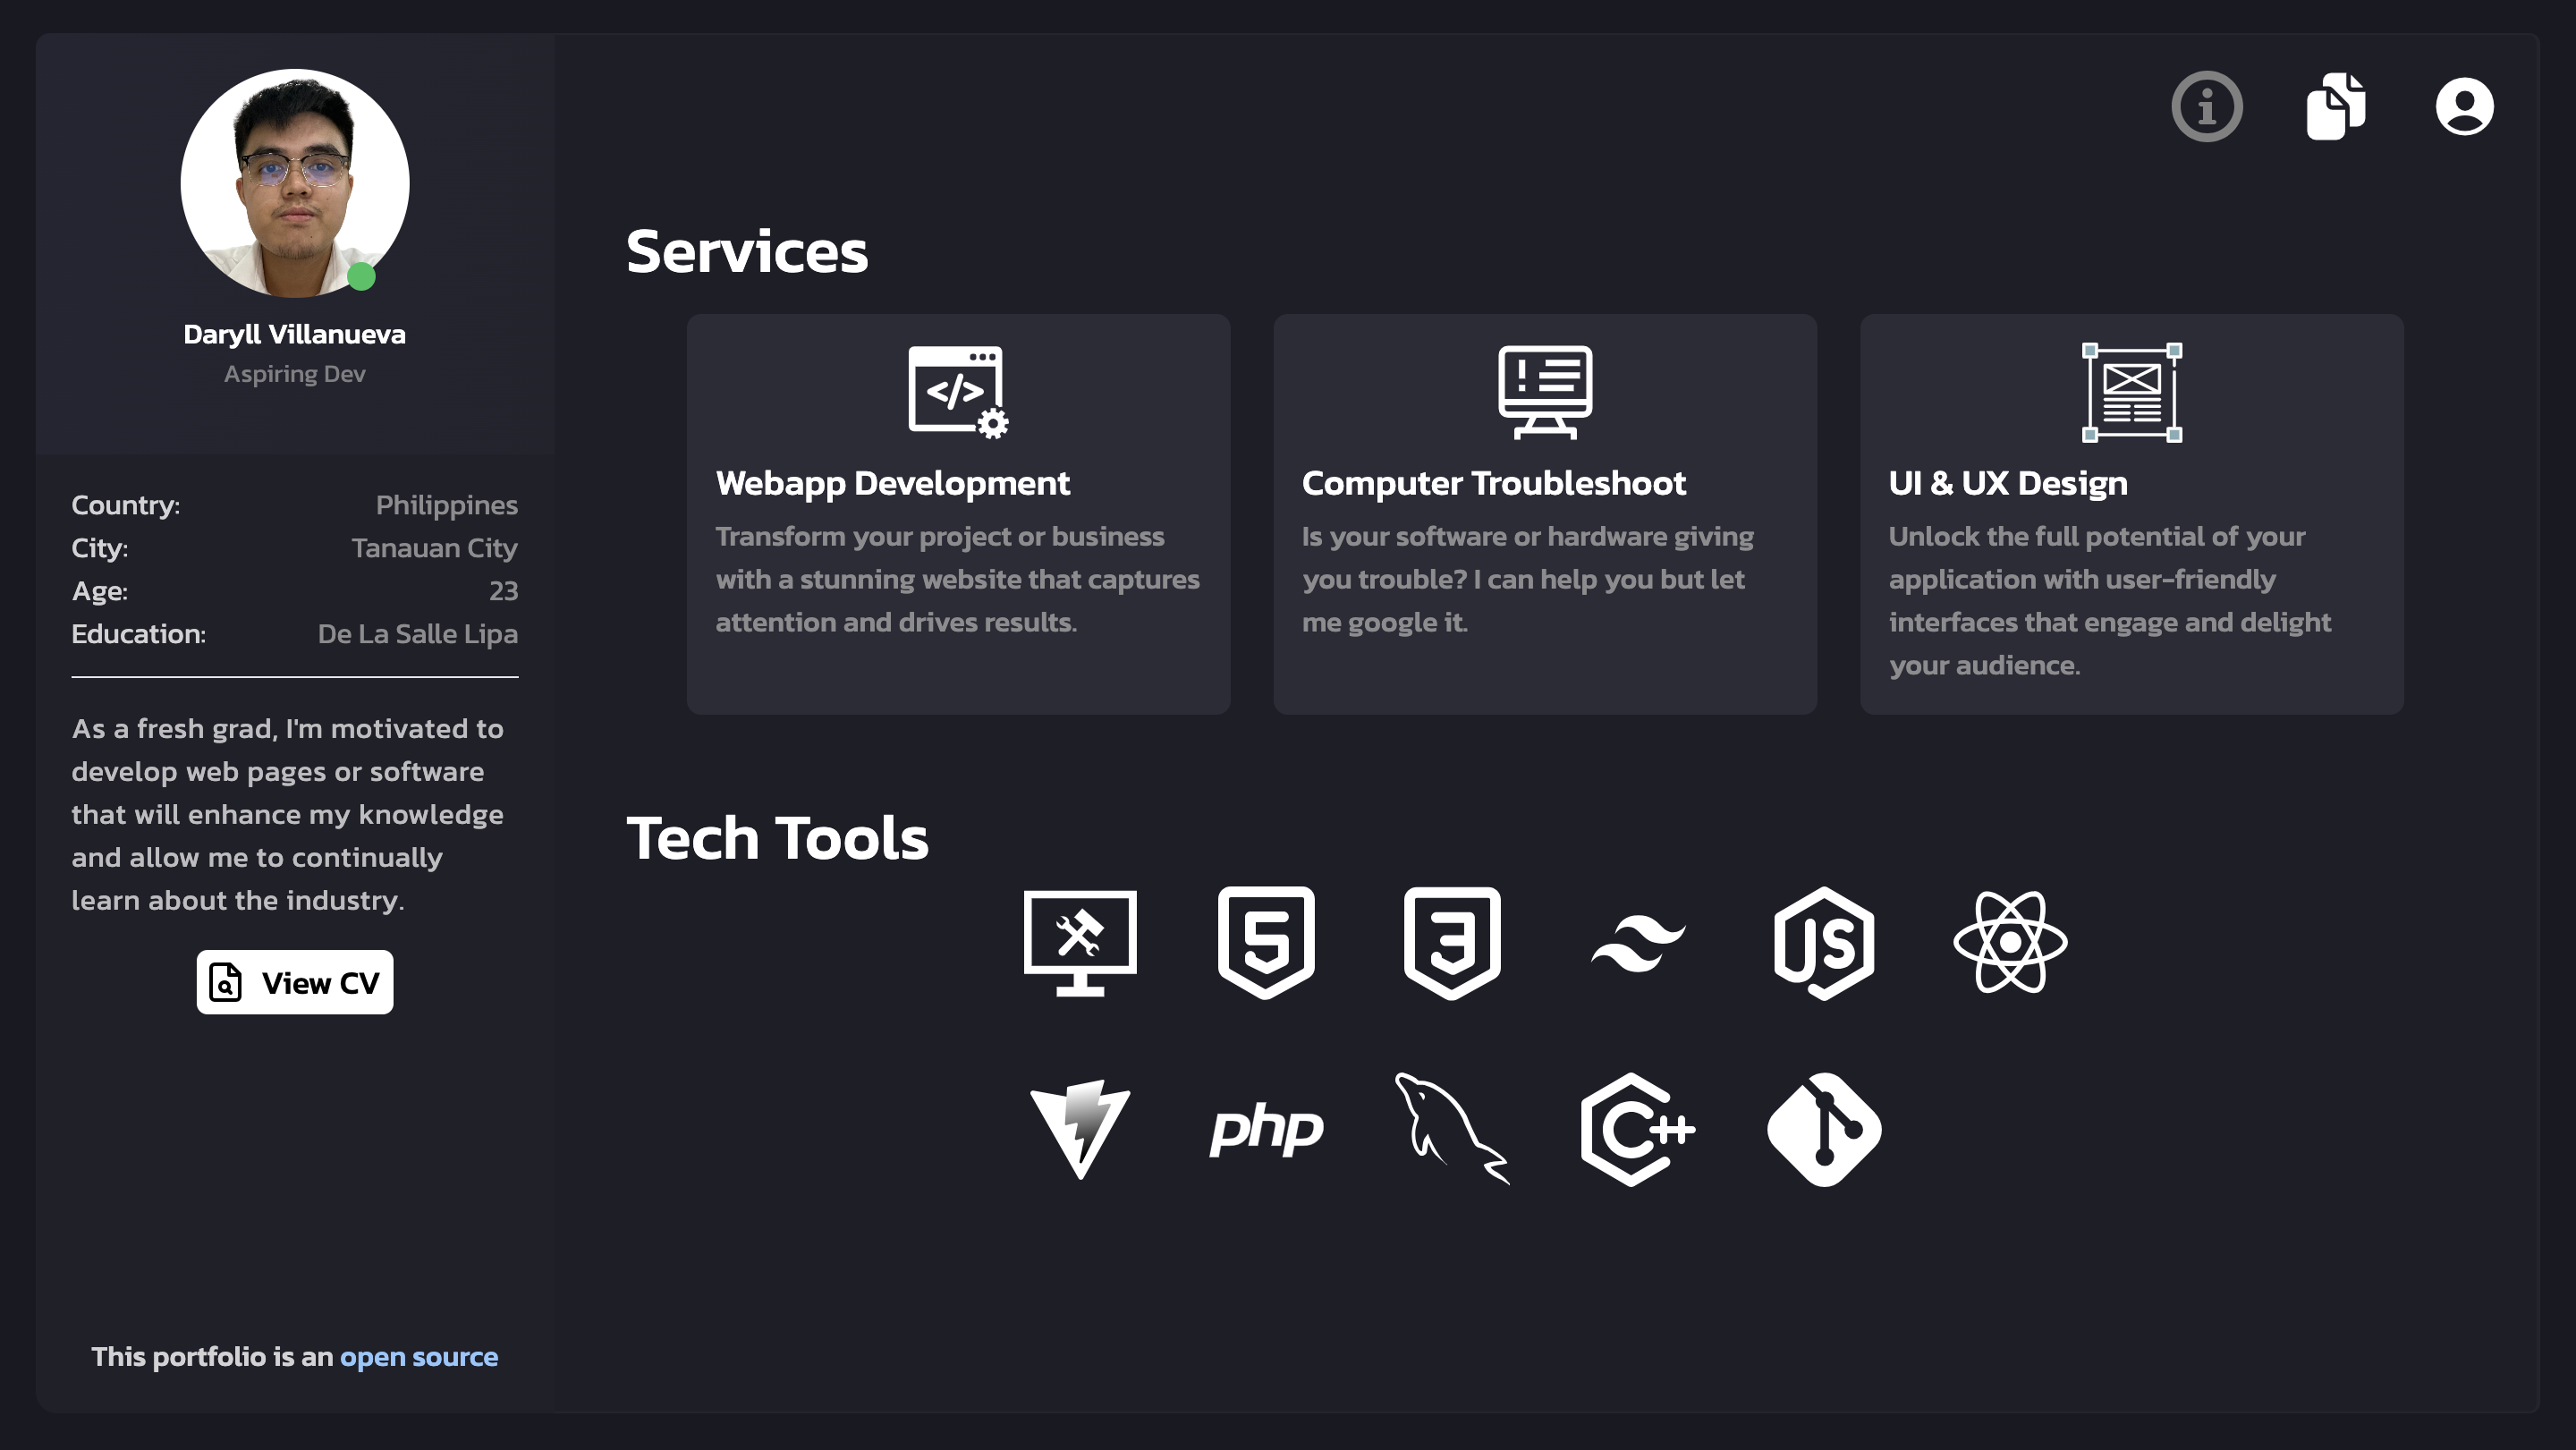 Daryll Villanueva
Aspiring Dev
Country: Philippines
City: Tanauan City
Age: 23
Education: De La Salle Lipa
As a fresh grad, I'm motivated to
develop web pages or software
that will enhance my knowledge
and allow me to continually
learn about the industry.
View CV
This portfolio is an open source
Services
</>
Webapp Development
Transform your project or business
with a stunning website that captures
attention and drives results.
Computer Troubleshoot
Is your software or hardware giving
you trouble? I can help you but let
me google it.
UI & UX Design
Unlock the full potential of your
application with user-friendly
interfaces that engage and delight
your audience.
Tech Tools
5
3
JS
php
C++